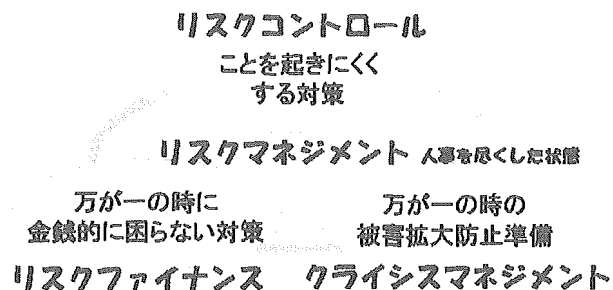 リスクコントロール
ことを起きにくく
する対策
リスクマネジメント 人事を尽くした状態
万が一の時に
金銭的に困らない対策
万が一の時の
被害拡大防止準備
リスクファイナンス クライシスマネジメント